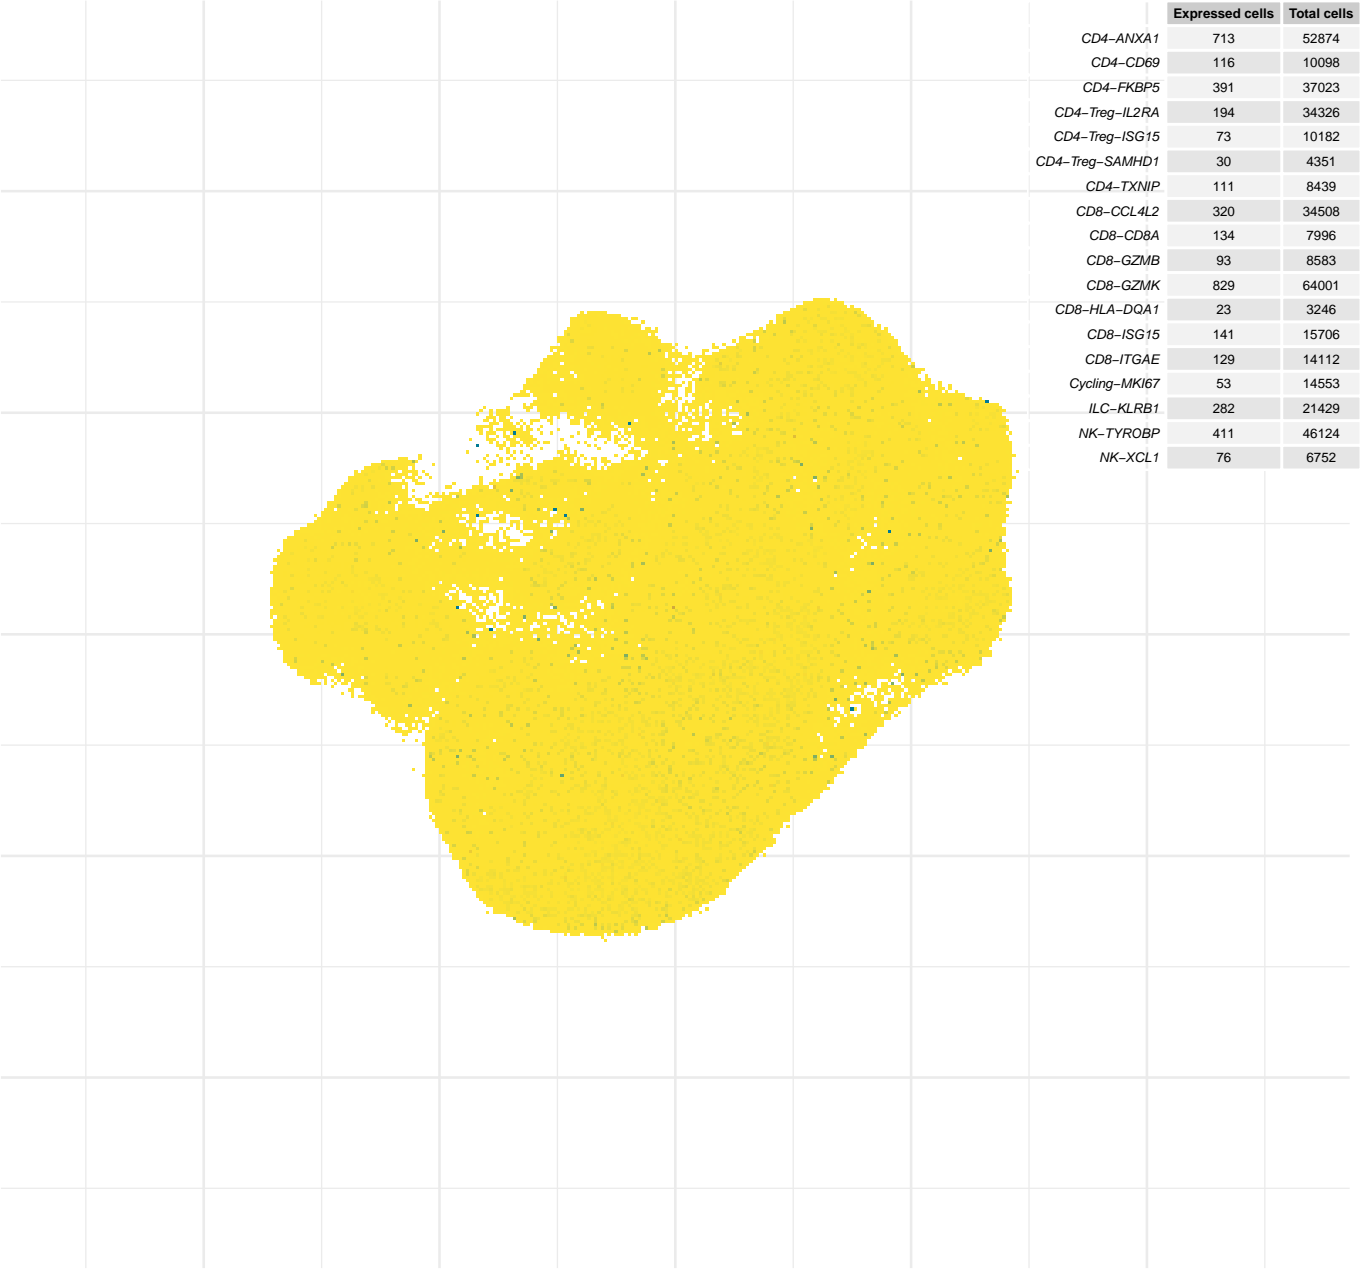 Expressed cells Total cells
CD4−ANXA1 713 52874
CD4−CD69 116 10098
CD4−FKBP5 391 37023
CD4−Treg−IL2RA 194 34326
CD4−Treg−ISG15 73 10182
CD4−Treg−SAMHD1 30 4351
CD4−TXNIP 111 8439
CD8−CCL4L2 320 34508
CD8−CD8A 134 7996
CD8−GZMB 93 8583
CD8−GZMK 829 64001
CD8−HLA−DQA1 23 3246
CD8−ISG15 141 15706
CD8−ITGAE 129 14112
Cycling−MKI67 53 14553
ILC−KLRB1 282 21429
NK−TYROBP 411 46124
NK−XCL1 76 6752